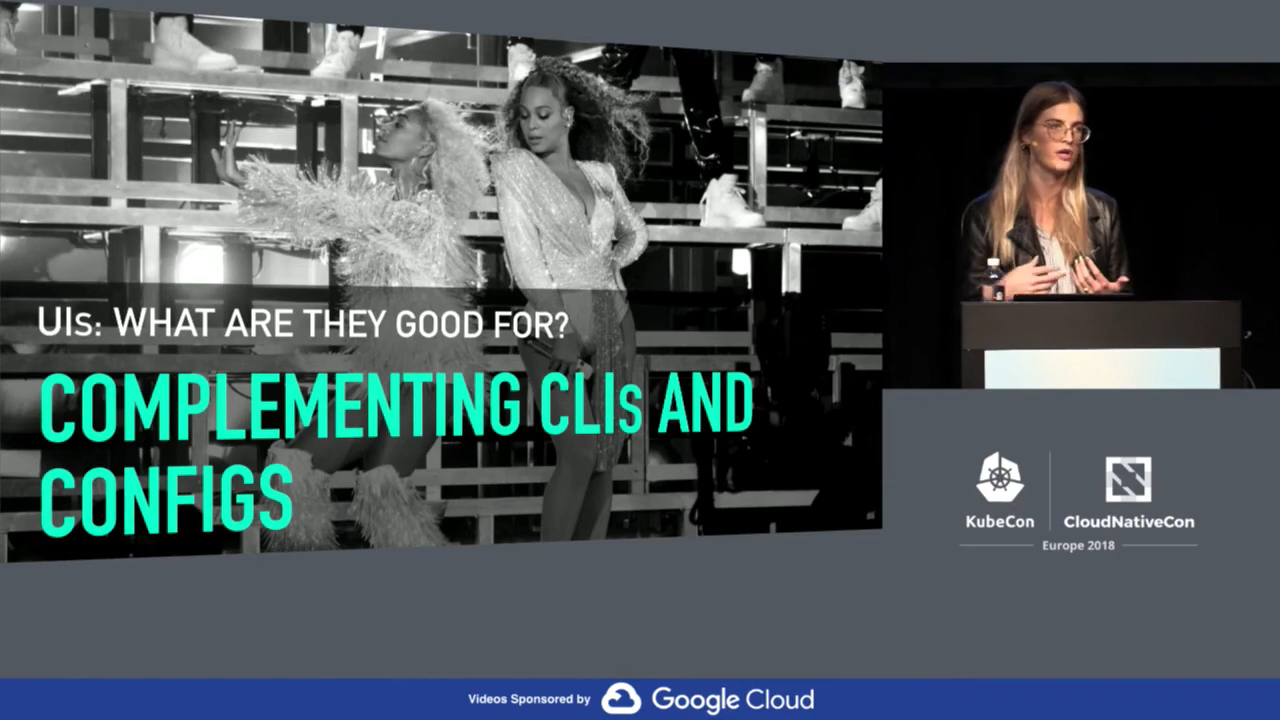 UIs: WHAT ARE THEY GOOD FOR?
COMPLEMENTING CLIs AND
CONFIGS
KubeCon
CloudNativeCon
Europe 2018
Videos Sponsored by Google Cloud